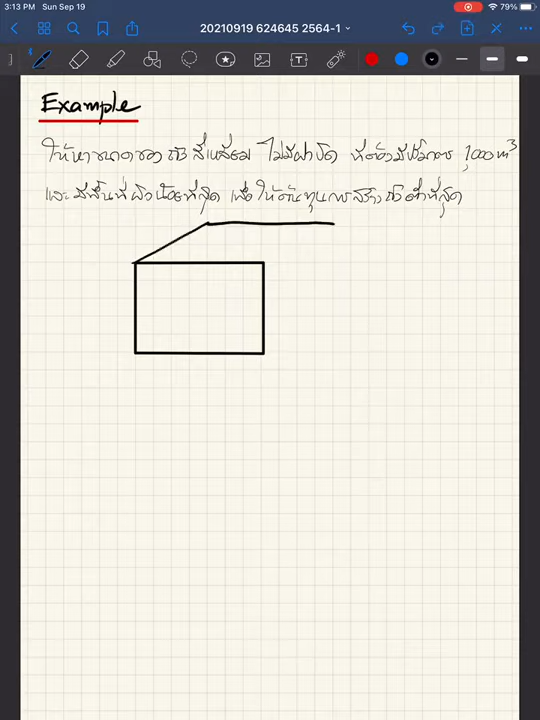 3:13 PM Sun Sep 19
79%
20210919 624645 2564-1
Example
ให้หาขนาดของ ถัง สี่เหลี่ยม ไม่มีฝาปิด ที่ต้องมีปริมาตร 1,000 m³
และ มีพื้นที่ผิวน้อยที่สุด เพื่อ ให้ต้นทุนการสร้างถังต่ำที่สุด